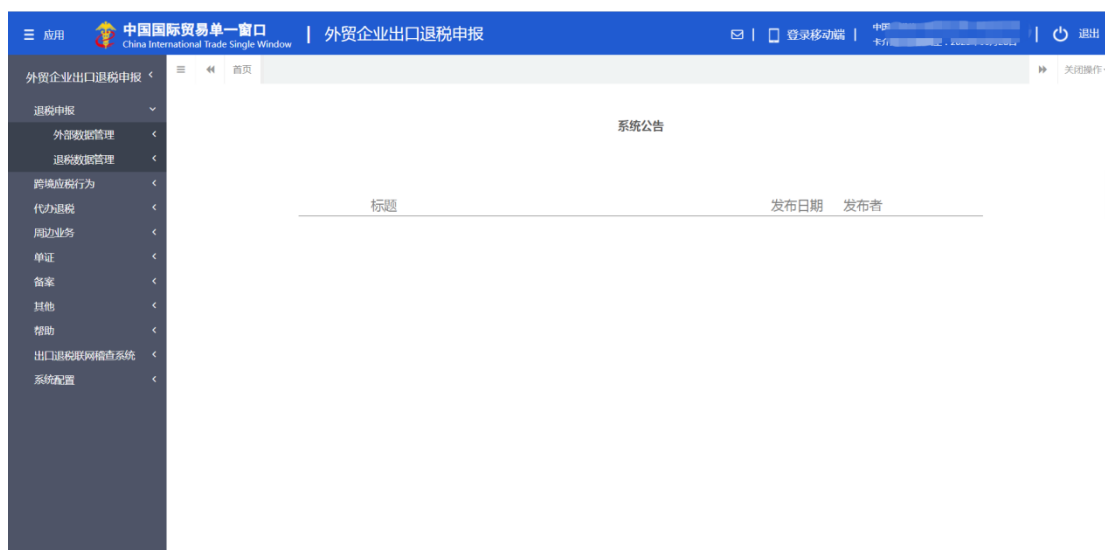 应用
中国国际贸易单一窗口
China International Trade Single Window
外贸企业出口退税申报
登录移动端
中国
退出
外贸企业出口退税申报
首页
关闭操作
退税申报
外部数据管理
退税数据管理
跨境应税行为
代办退税
周边业务
单证
备案
其他
帮助
出口退税联网稽查系统
系统配置
系统公告
标题 发布日期 发布者